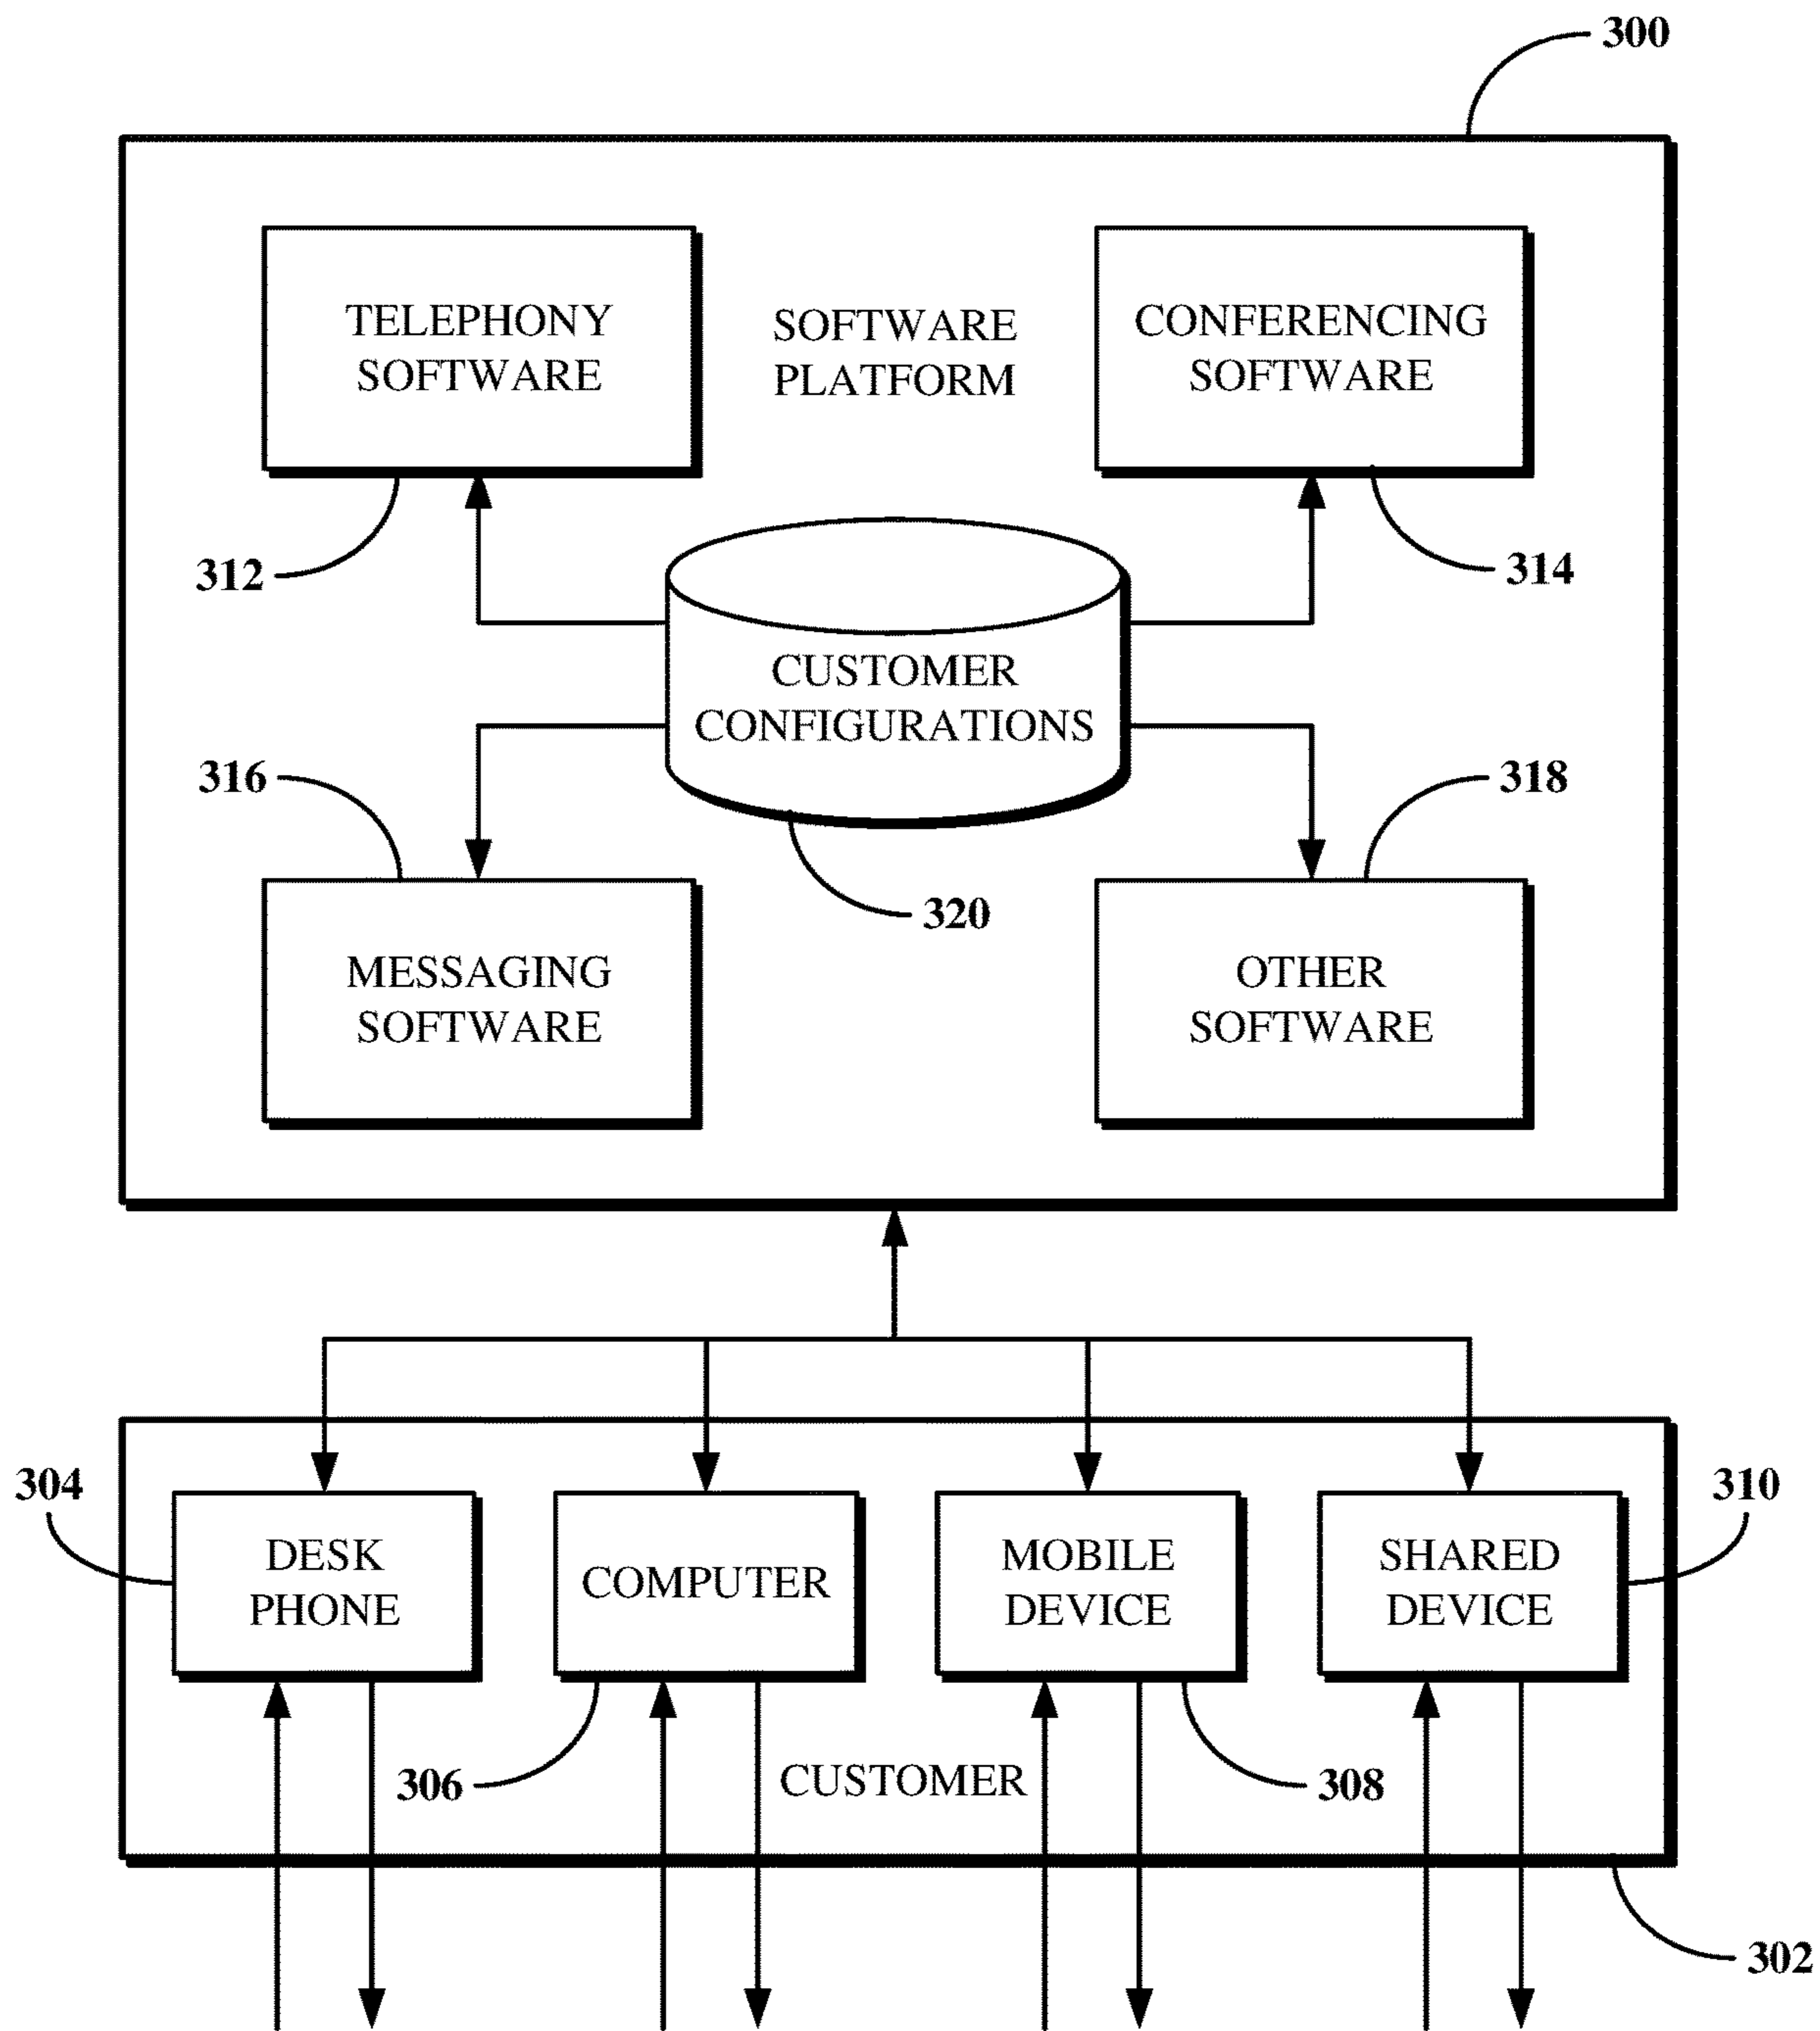 300
TELEPHONY
SOFTWARE
SOFTWARE
PLATFORM
CONFERENCING
SOFTWARE
312
314
CUSTOMER
CONFIGURATIONS
316
318
320
MESSAGING
SOFTWARE
OTHER
SOFTWARE
304
310
DESK
PHONE
COMPUTER
MOBILE
DEVICE
SHARED
DEVICE
306
CUSTOMER
308
302